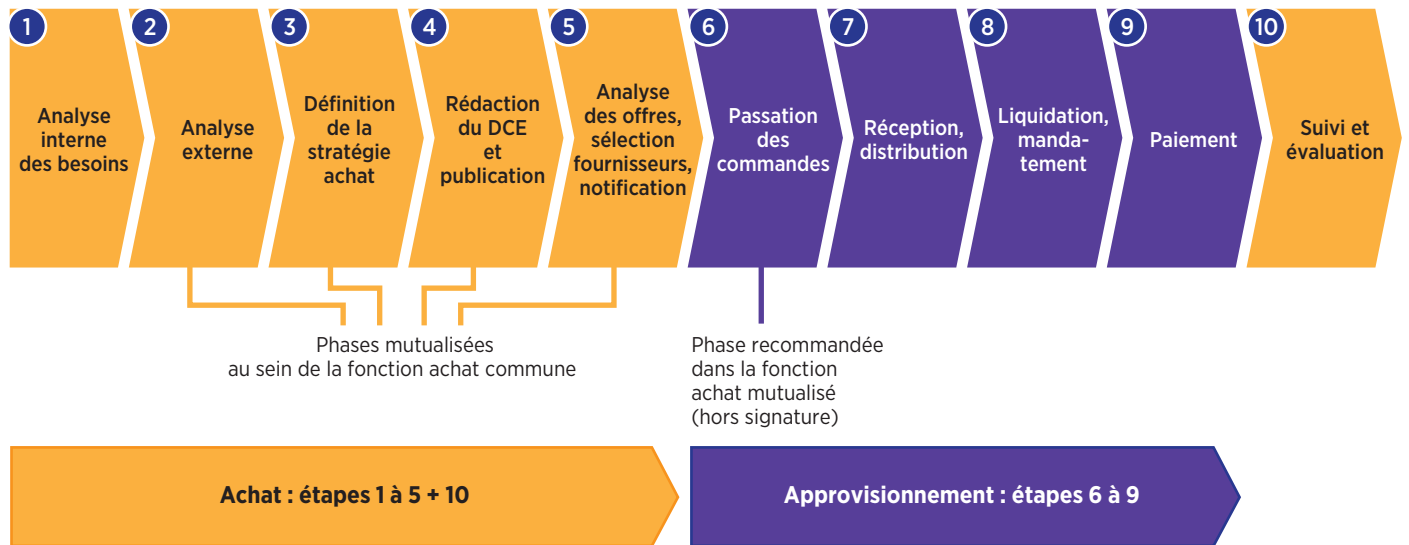 1
Analyse
interne
des besoins
2
Analyse
externe
3
Définition
de la
stratégie
achat
4
Rédaction
du DCE
et
publication
5
Analyse
des offres,
sélection
fournisseurs,
notification
6
Passation
des
commandes
7
Réception,
distribution
8
Liquidation,
manda-
tement
9
Paiement
10
Suivi et
évaluation
Phases mutualisées
au sein de la fonction achat commune
Phase recommandée
dans la fonction
achat mutualisé
(hors signature)
Achat : étapes 1 à 5 + 10
Approvisionnement : étapes 6 à 9